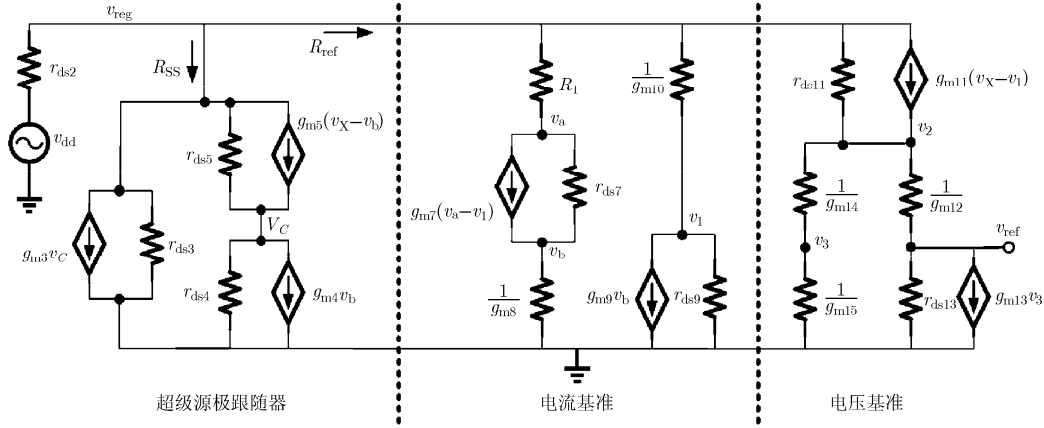 v_reg
R_ref
r_ds2
R_SS
v_dd
g_m5(v_X−v_b)
r_ds5
V_C
g_m3v_C
r_ds3
r_ds4
g_m4v_b
超级源极跟随器
R_1
1/g_m10
v_a
g_m7(v_a−v_1)
r_ds7
v_b
v_1
1/g_m8
g_m9v_b
r_ds9
电流基准
r_dc11
g_m11(v_X−v_1)
v_2
1/g_m14
1/g_m12
v_3
v_ref
1/g_m15
r_ds13
g_m13v_3
电压基准